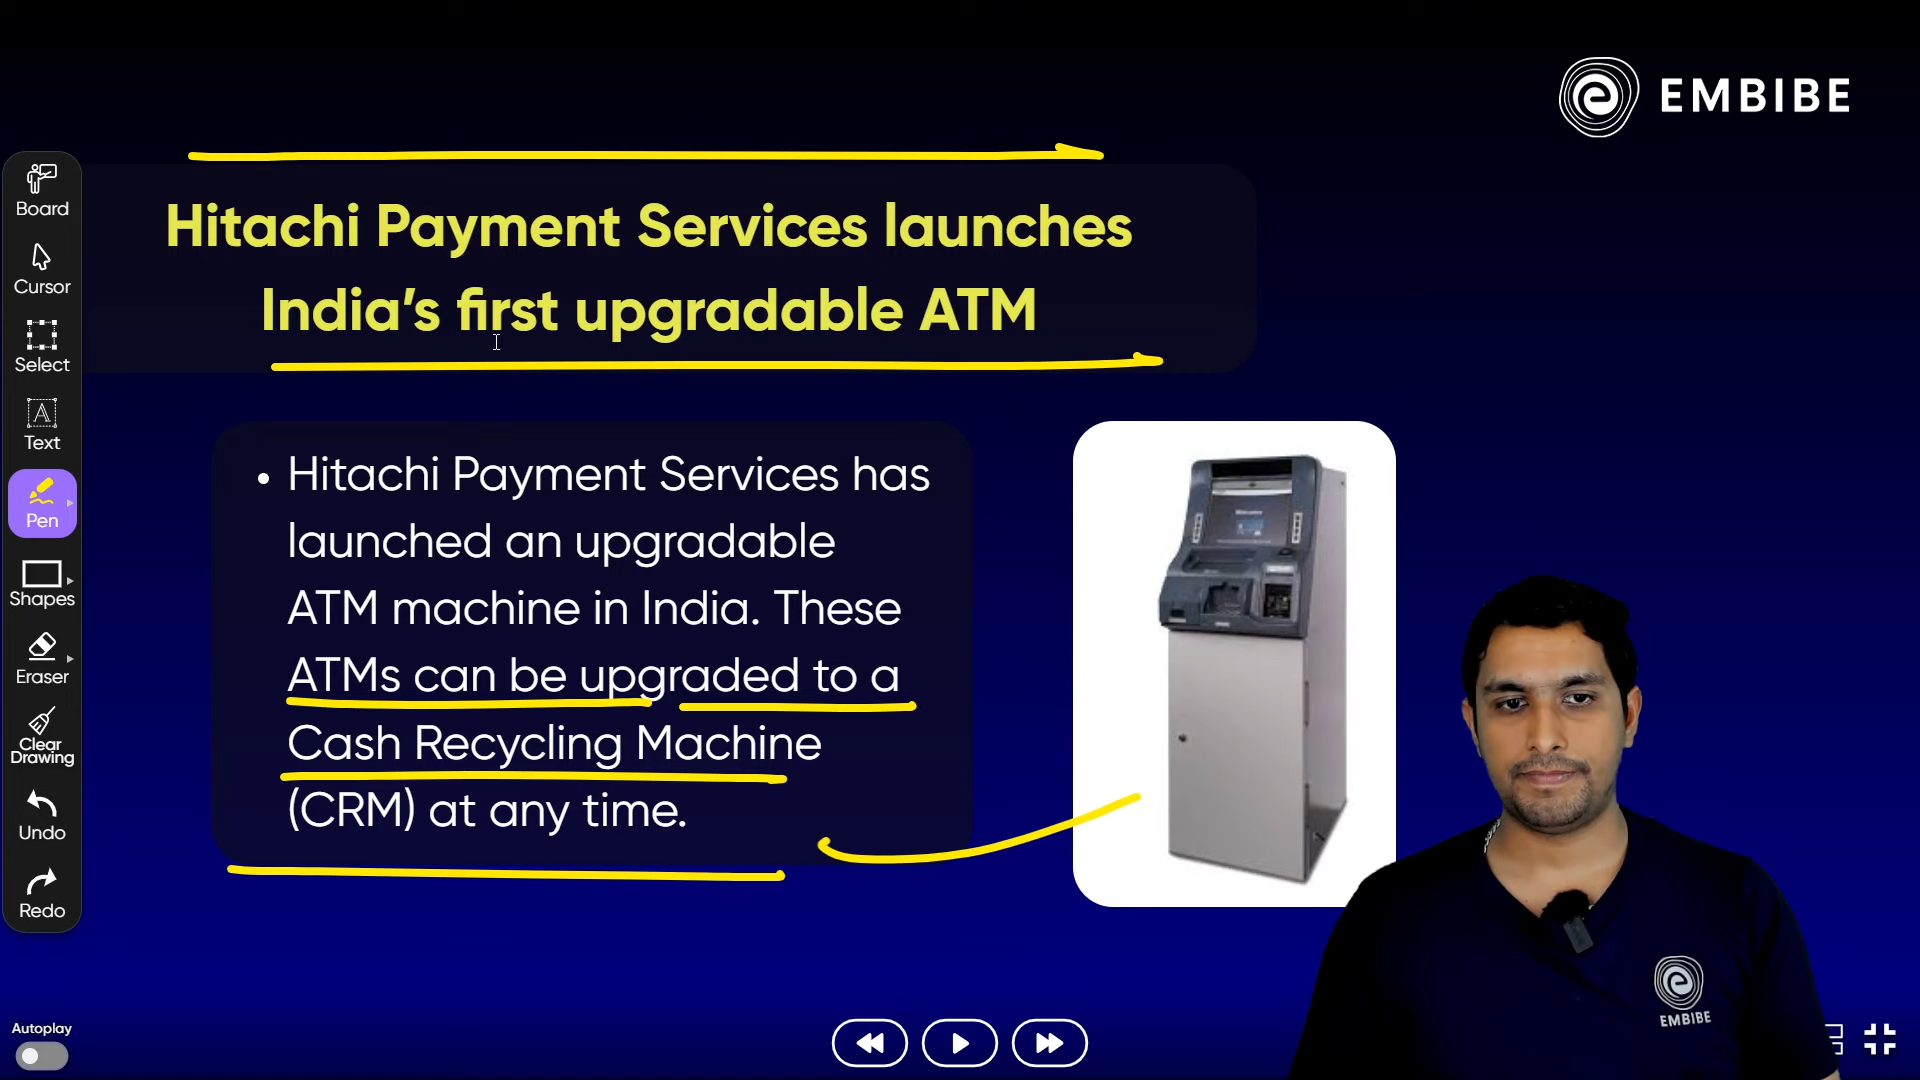 EMBIBE
Hitachi Payment Services launches
India's first upgradable ATM
Board
Cursor
Select
Text
Pen
Shapes
Eraser
Clear
Drawing
Undo
Redo
• Hitachi Payment Services has
launched an upgradable
ATM machine in India. These
ATMs can be upgraded to a
Cash Recycling Machine
(CRM) at any time.
EMBIBE
Autoplay